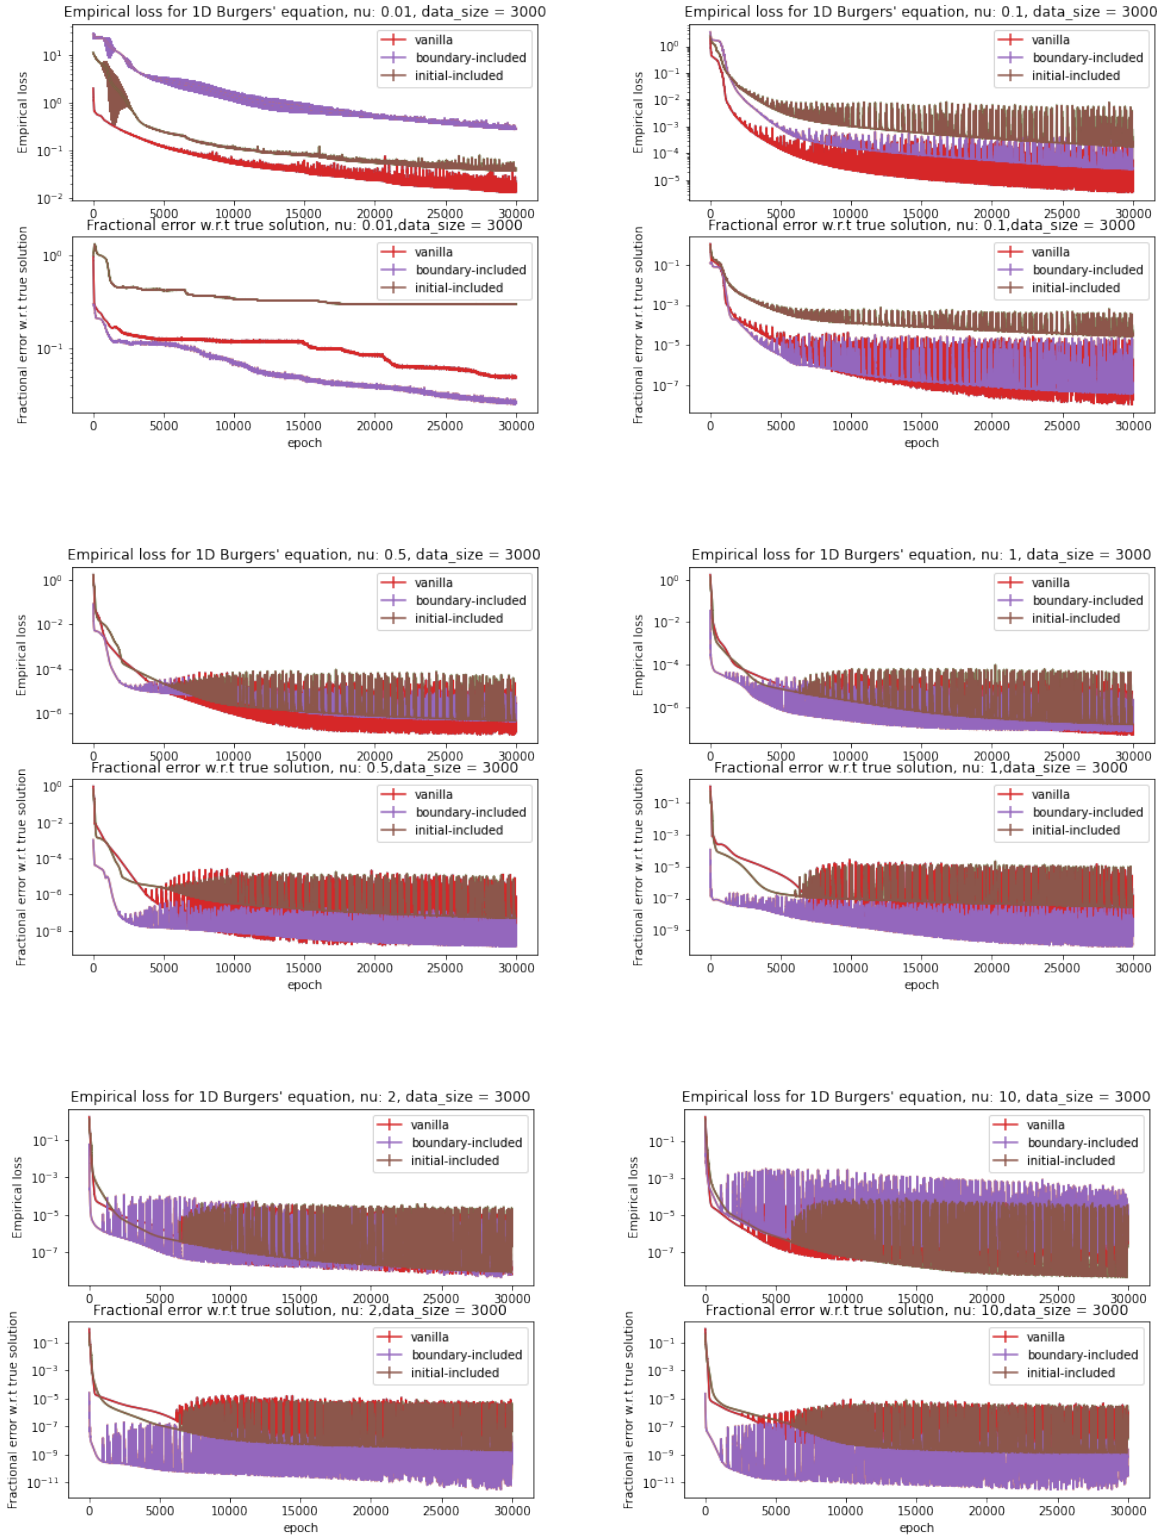 Empirical loss for 1D Burgers' equation, nu: 0.01, data_size = 3000
Empirical loss
10^1
10^0
10^-1
10^-2
vanilla
boundary-included
initial-included
0 5000 10000 15000 20000 25000 30000
Fractional error w.r.t true solution, nu: 0.01,data_size = 3000
Fractional error w.r.t true solution
10^0
10^-1
vanilla
boundary-included
initial-included
0 5000 10000 15000 20000 25000 30000
epoch
Empirical loss for 1D Burgers' equation, nu: 0.1, data_size = 3000
Empirical loss
10^0
10^-1
10^-2
10^-3
10^-4
10^-5
vanilla
boundary-included
initial-included
0 5000 10000 15000 20000 25000 30000
Fractional error w.r.t true solution, nu: 0.1,data_size = 3000
Fractional error w.r.t true solution
10^-1
10^-3
10^-5
10^-7
vanilla
boundary-included
initial-included
0 5000 10000 15000 20000 25000 30000
epoch
Empirical loss for 1D Burgers' equation, nu: 0.5, data_size = 3000
Empirical loss
10^0
10^-2
10^-4
10^-6
vanilla
boundary-included
initial-included
0 5000 10000 15000 20000 25000 30000
Fractional error w.r.t true solution, nu: 0.5,data_size = 3000
Fractional error w.r.t true solution
10^0
10^-2
10^-4
10^-6
10^-8
vanilla
boundary-included
initial-included
0 5000 10000 15000 20000 25000 30000
epoch
Empirical loss for 1D Burgers' equation, nu: 1, data_size = 3000
Empirical loss
10^0
10^-2
10^-4
10^-6
vanilla
boundary-included
initial-included
0 5000 10000 15000 20000 25000 30000
Fractional error w.r.t true solution, nu: 1,data_size = 3000
Fractional error w.r.t true solution
10^-1
10^-3
10^-5
10^-7
10^-9
vanilla
boundary-included
initial-included
0 5000 10000 15000 20000 25000 30000
epoch
Empirical loss for 1D Burgers' equation, nu: 2, data_size = 3000
Empirical loss
10^-1
10^-3
10^-5
10^-7
vanilla
boundary-included
initial-included
0 5000 10000 15000 20000 25000 30000
Fractional error w.r.t true solution, nu: 2,data_size = 3000
Fractional error w.r.t true solution
10^-1
10^-3
10^-5
10^-7
10^-9
10^-11
vanilla
boundary-included
initial-included
0 5000 10000 15000 20000 25000 30000
epoch
Empirical loss for 1D Burgers' equation, nu: 10, data_size = 3000
Empirical loss
10^-1
10^-3
10^-5
10^-7
vanilla
boundary-included
initial-included
0 5000 10000 15000 20000 25000 30000
Fractional error w.r.t true solution, nu: 10,data_size = 3000
Fractional error w.r.t true solution
10^-1
10^-3
10^-5
10^-7
10^-9
10^-11
vanilla
boundary-included
initial-included
0 5000 10000 15000 20000 25000 30000
epoch